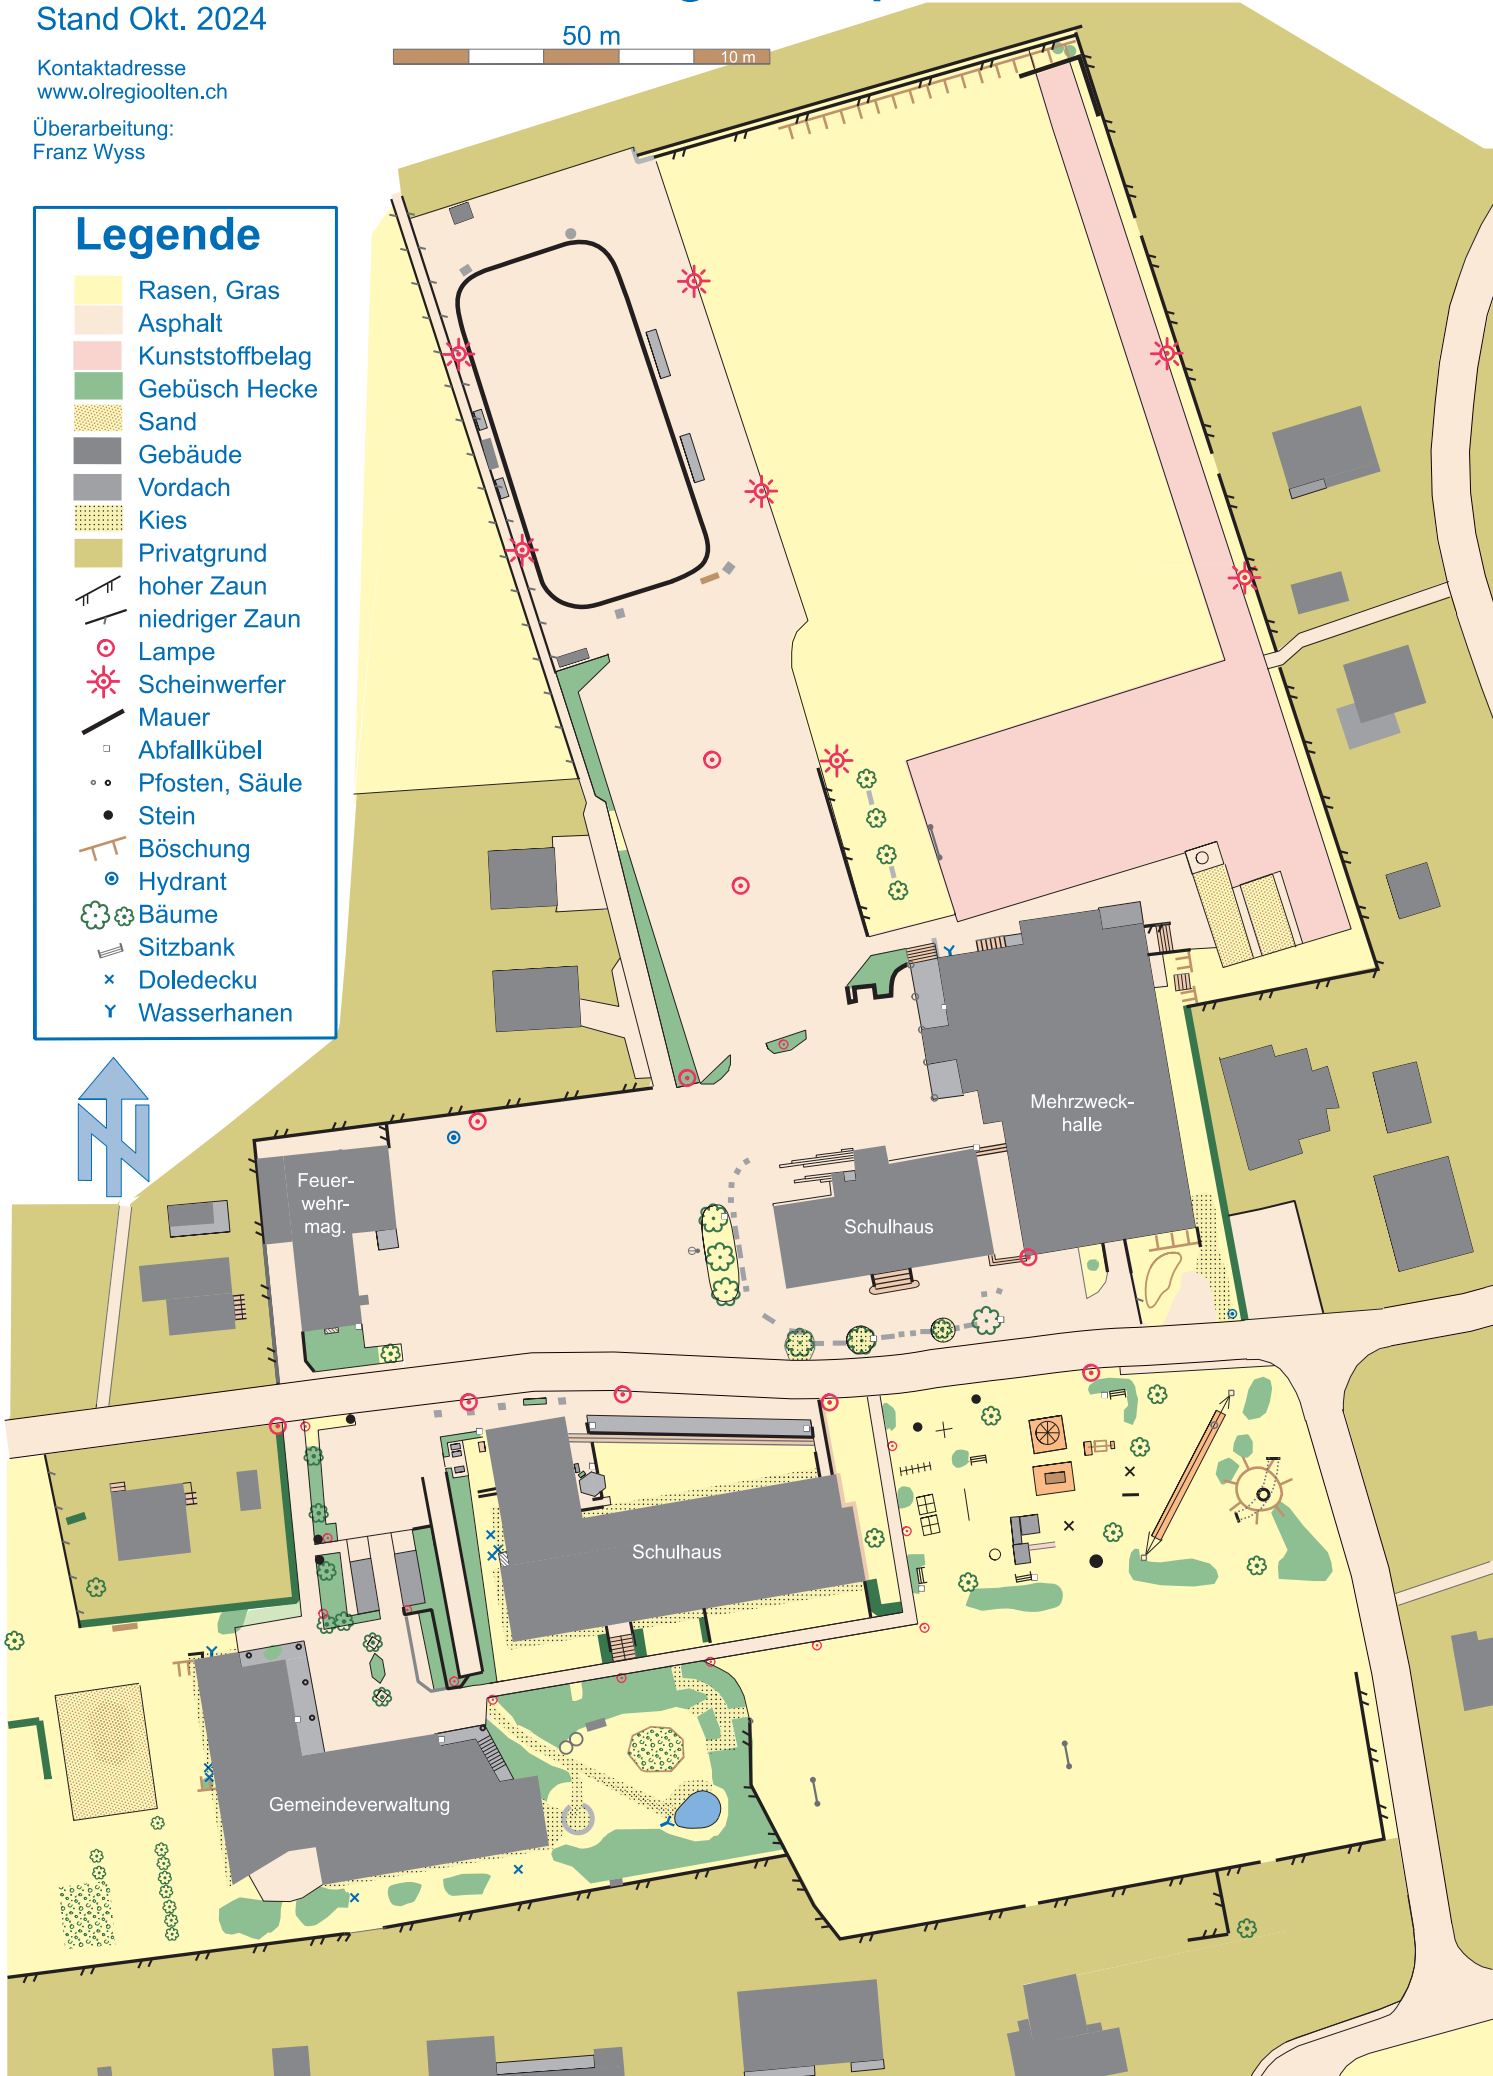 Stand Okt. 2024
50 m
10 m
Kontaktadresse
www.olregioolten.ch
Überarbeitung:
Franz Wyss
Legende
Rasen, Gras
Asphalt
Kunststoffbelag
Gebüsch Hecke
Sand
Gebäude
Vordach
Kies
Privatgrund
hoher Zaun
niedriger Zaun
Lampe
Scheinwerfer
Mauer
Abfallkübel
Pfosten, Säule
Stein
Böschung
Hydrant
Bäume
Sitzbank
Doledecku
Wasserhanen
Mehrzweck-
halle
Feuer-
wehr-
mag.
Schulhaus
Schulhaus
Gemeindeverwaltung